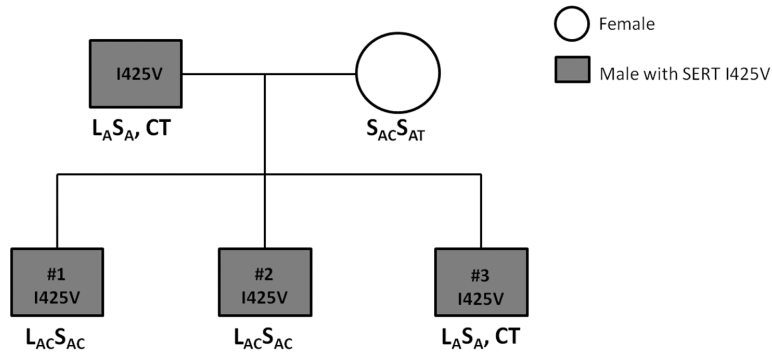 Female
Male with SERT I425V
I425V
LASA, CT
SACSAT
#1
I425V
#2
I425V
#3
I425V
LACSAC
LACSAC
LASA, CT